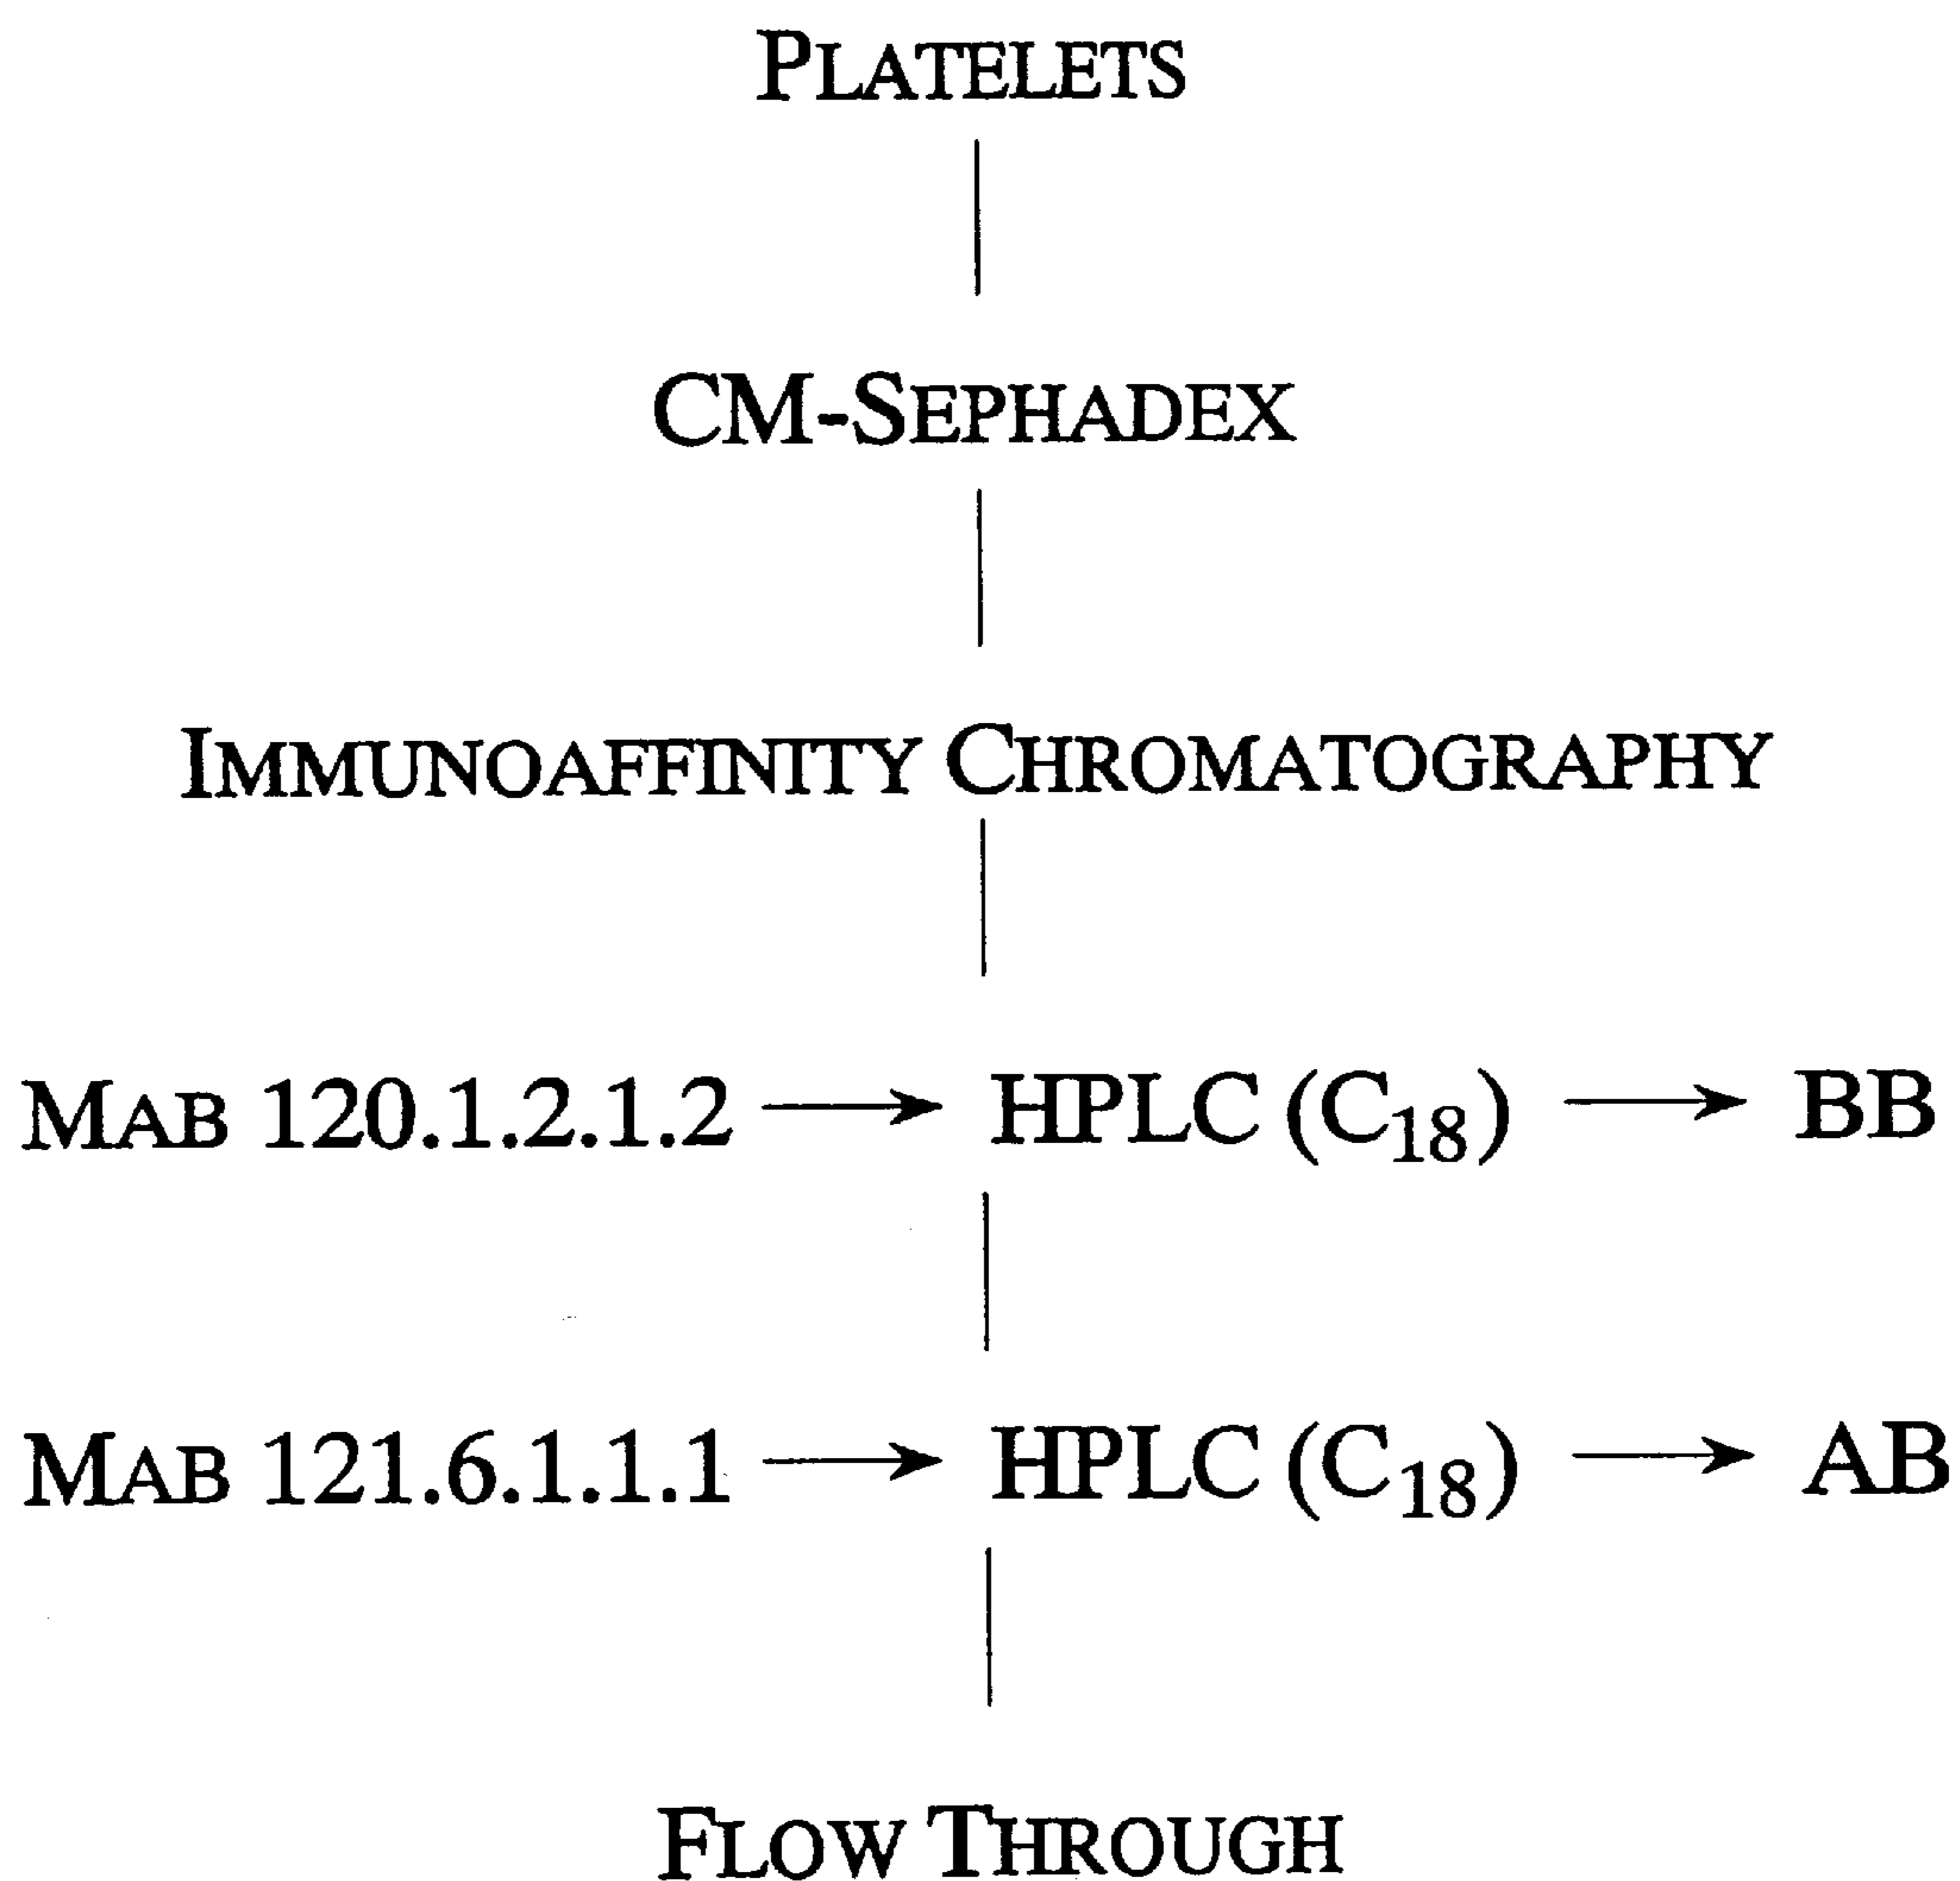 PLATELETS
CM-SEPHADEX
IMMUNOAFFINITY CHROMATOGRAPHY
MAB 120.1.2.1.2 → HPLC (C18) → BB
MAB 121.6.1.1.1 → HPLC (C18) → AB
FLOW THROUGH